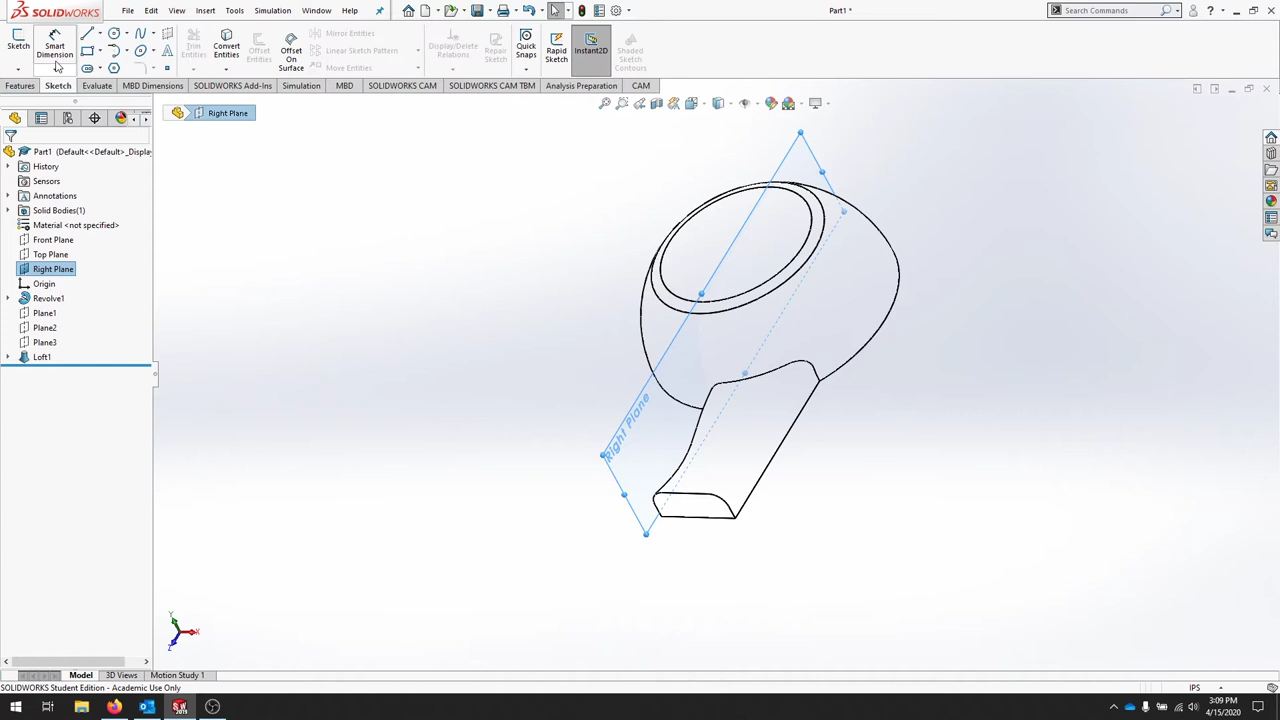 SOLIDWORKS
File
Edit
View
Insert
Tools
Simulation
Window
Help
Part1 *
Search Commands
Sketch
Smart Dimension
Trim Entities
Convert Entities
Offset Entities
Offset On Surface
Mirror Entities
Linear Sketch Pattern
Move Entities
Display/Delete Relations
Repair Sketch
Quick Snaps
Rapid Sketch
Instant2D
Shaded Sketch Contours
Features
Sketch
Evaluate
MBD Dimensions
SOLIDWORKS Add-Ins
Simulation
MBD
SOLIDWORKS CAM
SOLIDWORKS CAM TBM
Analysis Preparation
CAM
Right Plane
Part1 (Default<<Default>_Display
History
Sensors
Annotations
Solid Bodies(1)
Material <not specified>
Front Plane
Top Plane
Right Plane
Origin
Revolve1
Plane1
Plane2
Plane3
Loft1
Right Plane
Y
X
Z
Model
3D Views
Motion Study 1
SOLIDWORKS Student Edition - Academic Use Only
IPS
3:09 PM
4/15/2020